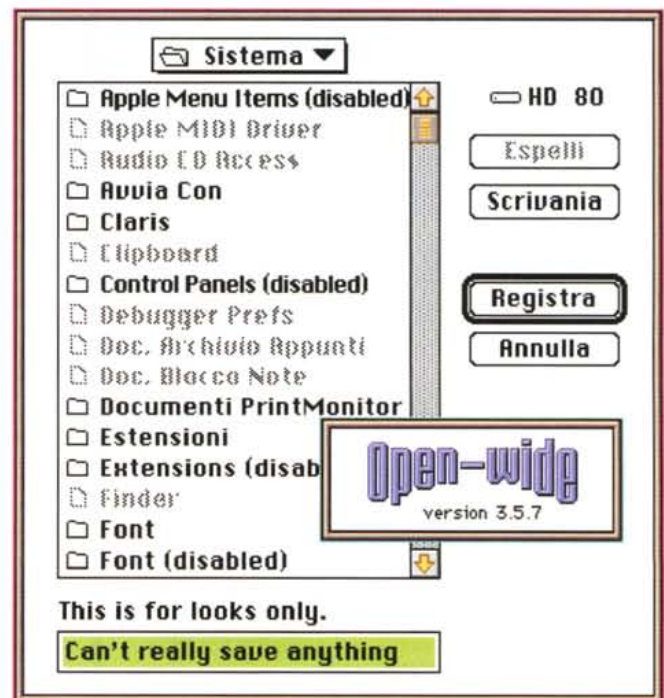 Sistema
Apple Menu Items (disabled)
Apple MIDI Driver
Audio CD Access
Avvia Con
Claris
Clipboard
Control Panels (disabled)
Debugger Prefs
Doc. Archivio Appunti
Doc. Blocco Note
Documenti PrintMonitor
Estensioni
Extensions (disab
Finder
Font
Font (disabled)
HD 80
Espelli
Scrivania
Registra
Annulla
Open-wide
version 3.5.7
This is for looks only.
Can't really save anything